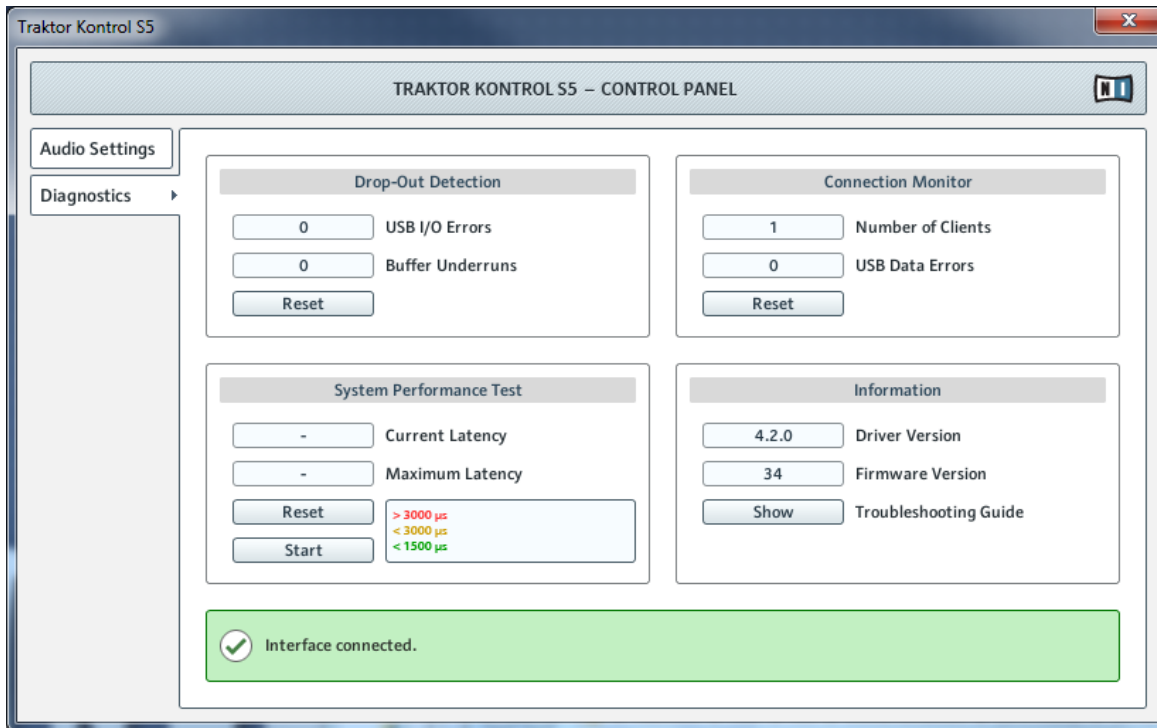 Traktor Kontrol S5
TRAKTOR KONTROL S5 – CONTROL PANEL
NI
Audio Settings
Diagnostics
Drop-Out Detection
0 USB I/O Errors
0 Buffer Underruns
Reset
Connection Monitor
1 Number of Clients
0 USB Data Errors
Reset
System Performance Test
- Current Latency
- Maximum Latency
Reset
Start
> 3000 µs
< 3000 µs
< 1500 µs
Information
4.2.0 Driver Version
34 Firmware Version
Show Troubleshooting Guide
Interface connected.